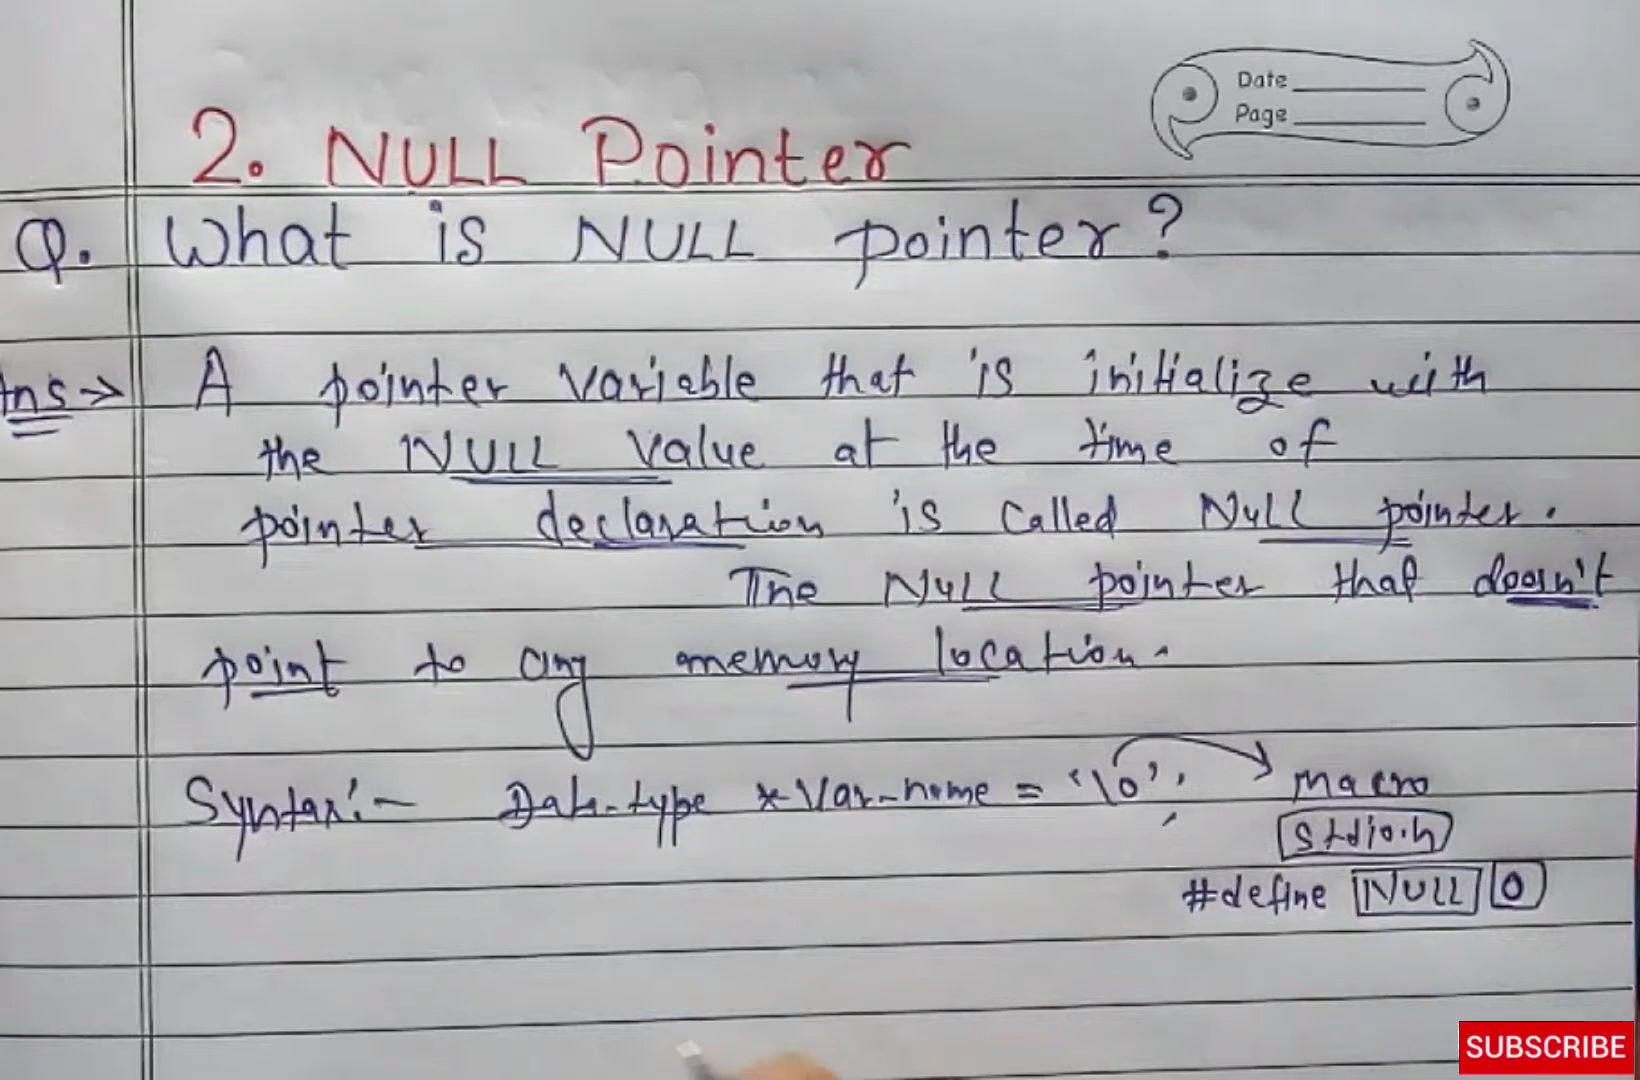 Date
Page
2. NULL Pointer
Q. What is NULL pointer?
Ans → A pointer variable that is initialize with
the NULL value at the time of
pointer declaration is called NULL pointer.
The NULL pointer that doesn't
point to any memory location.
Syntax:- Data-type *Var-name = '\0'; → macro
stdio.h
#define NULL 0
SUBSCRIBE